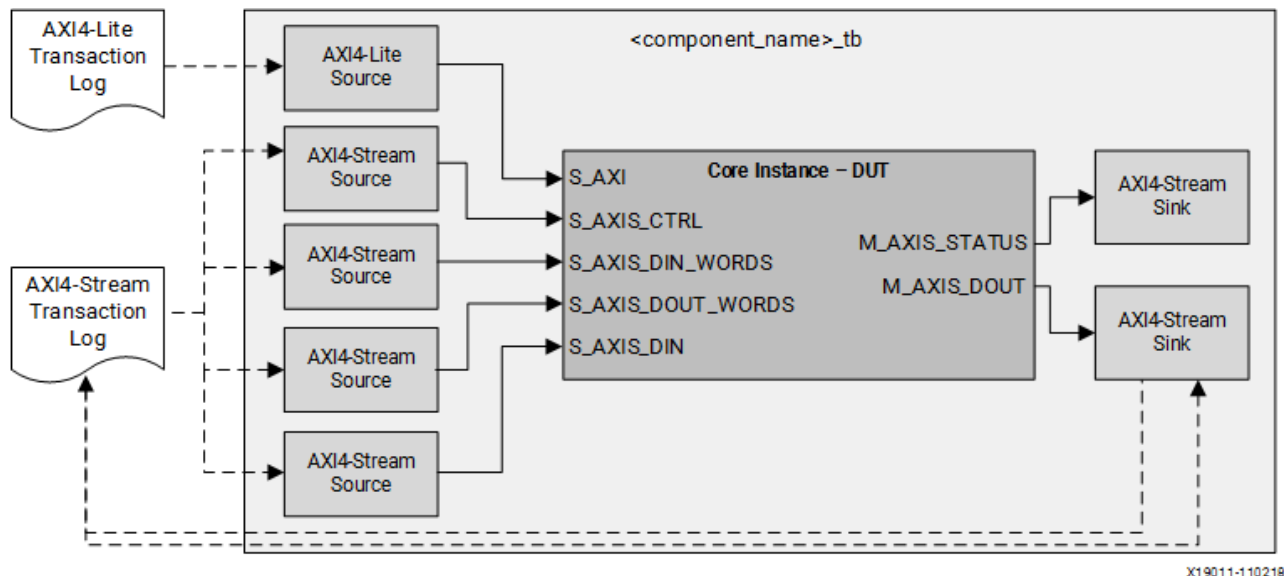 AXI4-Lite
Transaction
Log
<component_name>_tb
AXI4-Lite
Source
AXI4-Stream
Source
AXI4-Stream
Source
AXI4-Stream
Source
AXI4-Stream
Source
AXI4-Stream
Transaction
Log
Core Instance – DUT
S_AXI
S_AXIS_CTRL
S_AXIS_DIN_WORDS
S_AXIS_DOUT_WORDS
S_AXIS_DIN
M_AXIS_STATUS
M_AXIS_DOUT
AXI4-Stream
Sink
AXI4-Stream
Sink
X19011-110218